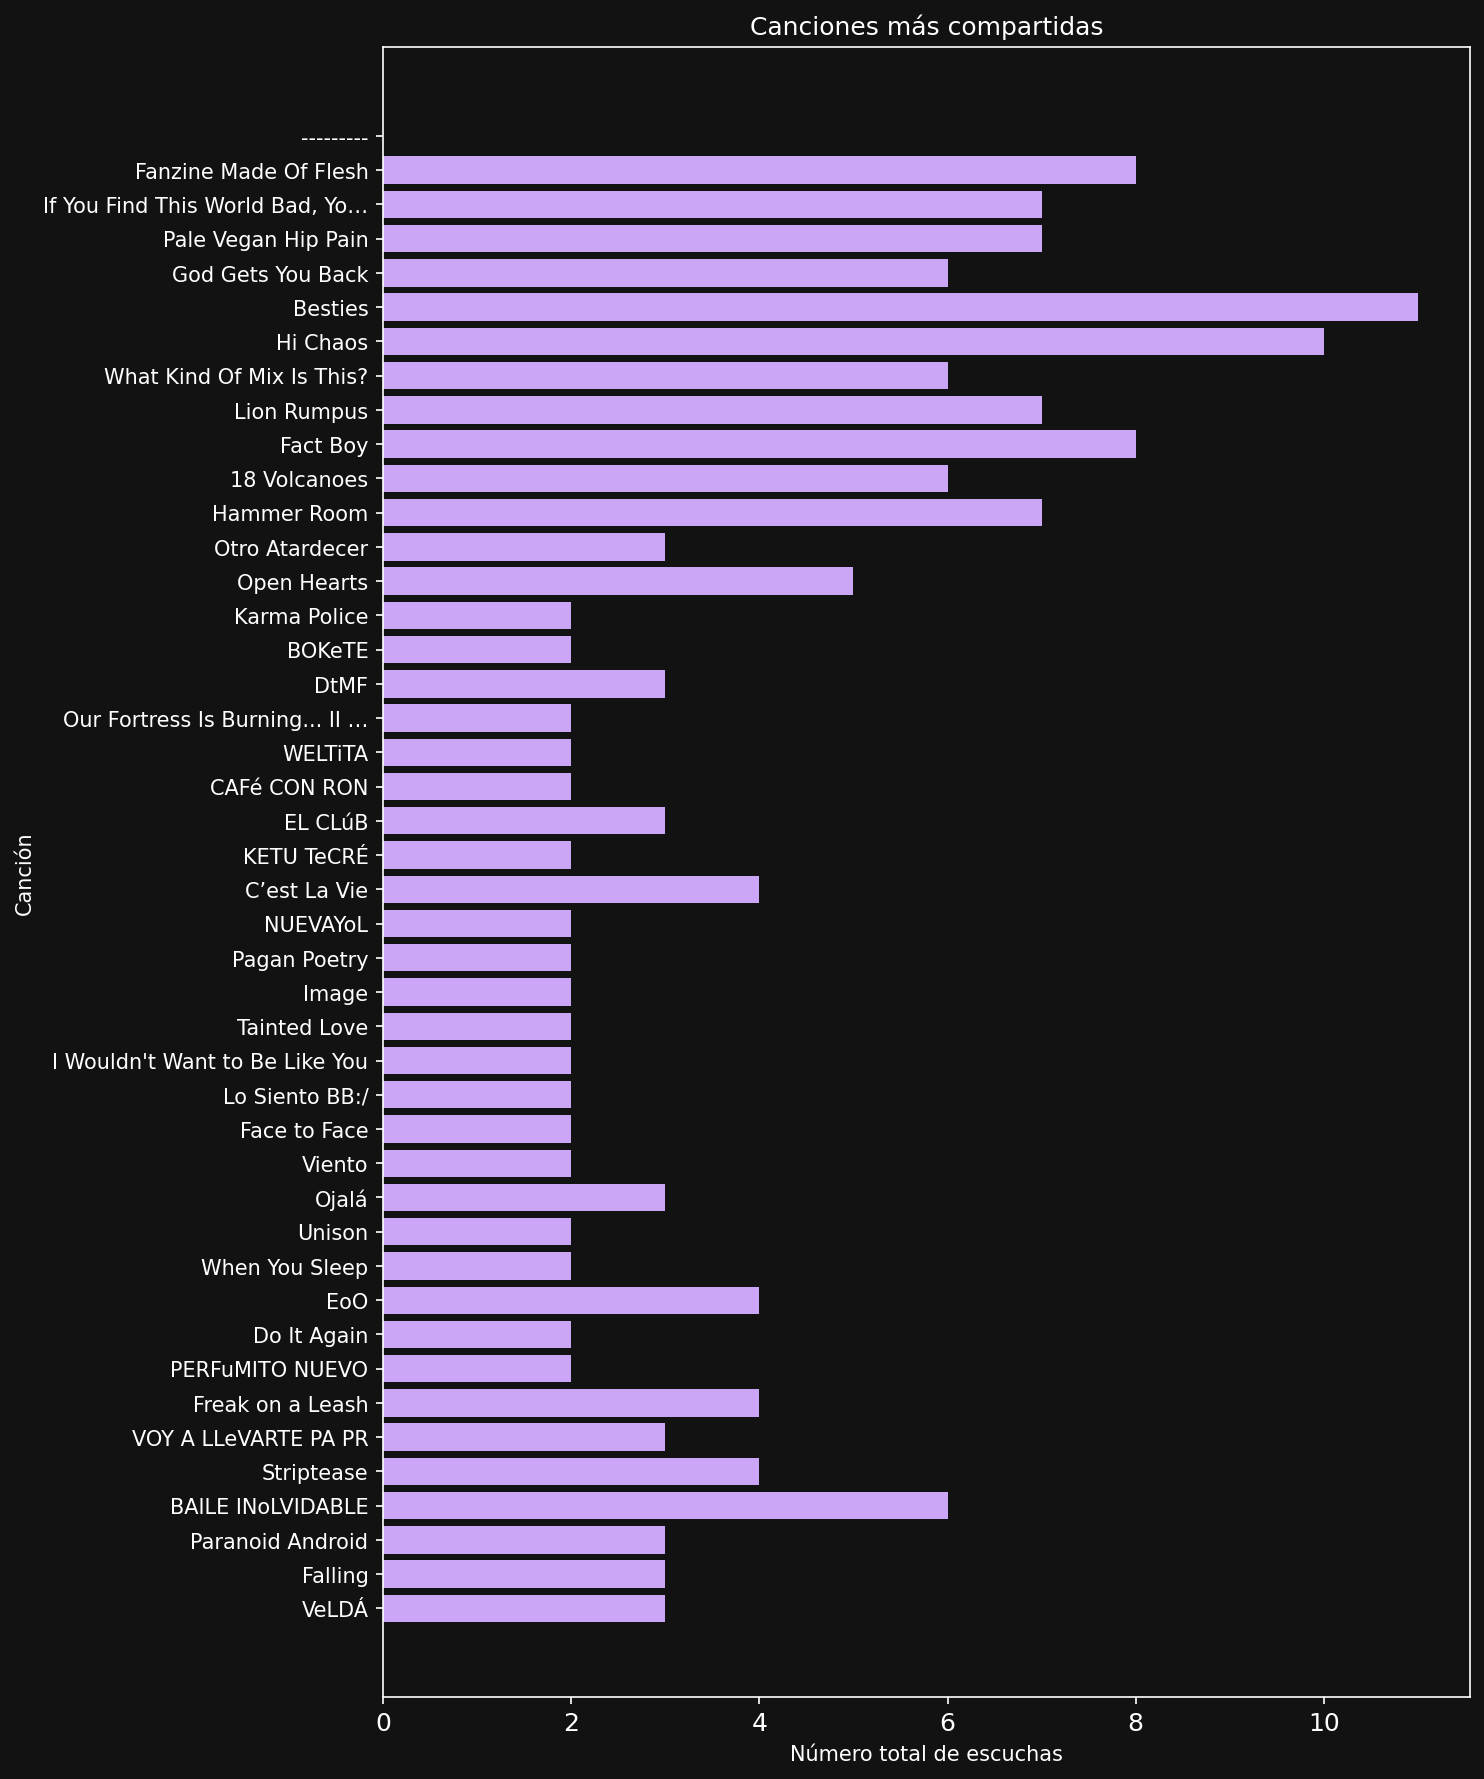 Canciones más compartidas
---------
Fanzine Made Of Flesh
If You Find This World Bad, Yo...
Pale Vegan Hip Pain
God Gets You Back
Besties
Hi Chaos
What Kind Of Mix Is This?
Lion Rumpus
Fact Boy
18 Volcanoes
Hammer Room
Otro Atardecer
Open Hearts
Karma Police
BOKeTE
DtMF
Our Fortress Is Burning... II ...
WELTiTA
CAFé CON RON
EL CLúB
KETU TeCRÉ
C’est La Vie
NUEVAYoL
Pagan Poetry
Image
Tainted Love
I Wouldn't Want to Be Like You
Lo Siento BB:/
Face to Face
Viento
Ojalá
Unison
When You Sleep
EoO
Do It Again
PERFuMITO NUEVO
Freak on a Leash
VOY A LLeVARTE PA PR
Striptease
BAILE INoLVIDABLE
Paranoid Android
Falling
VeLDÁ
Canción
0 2 4 6 8 10
Número total de escuchas